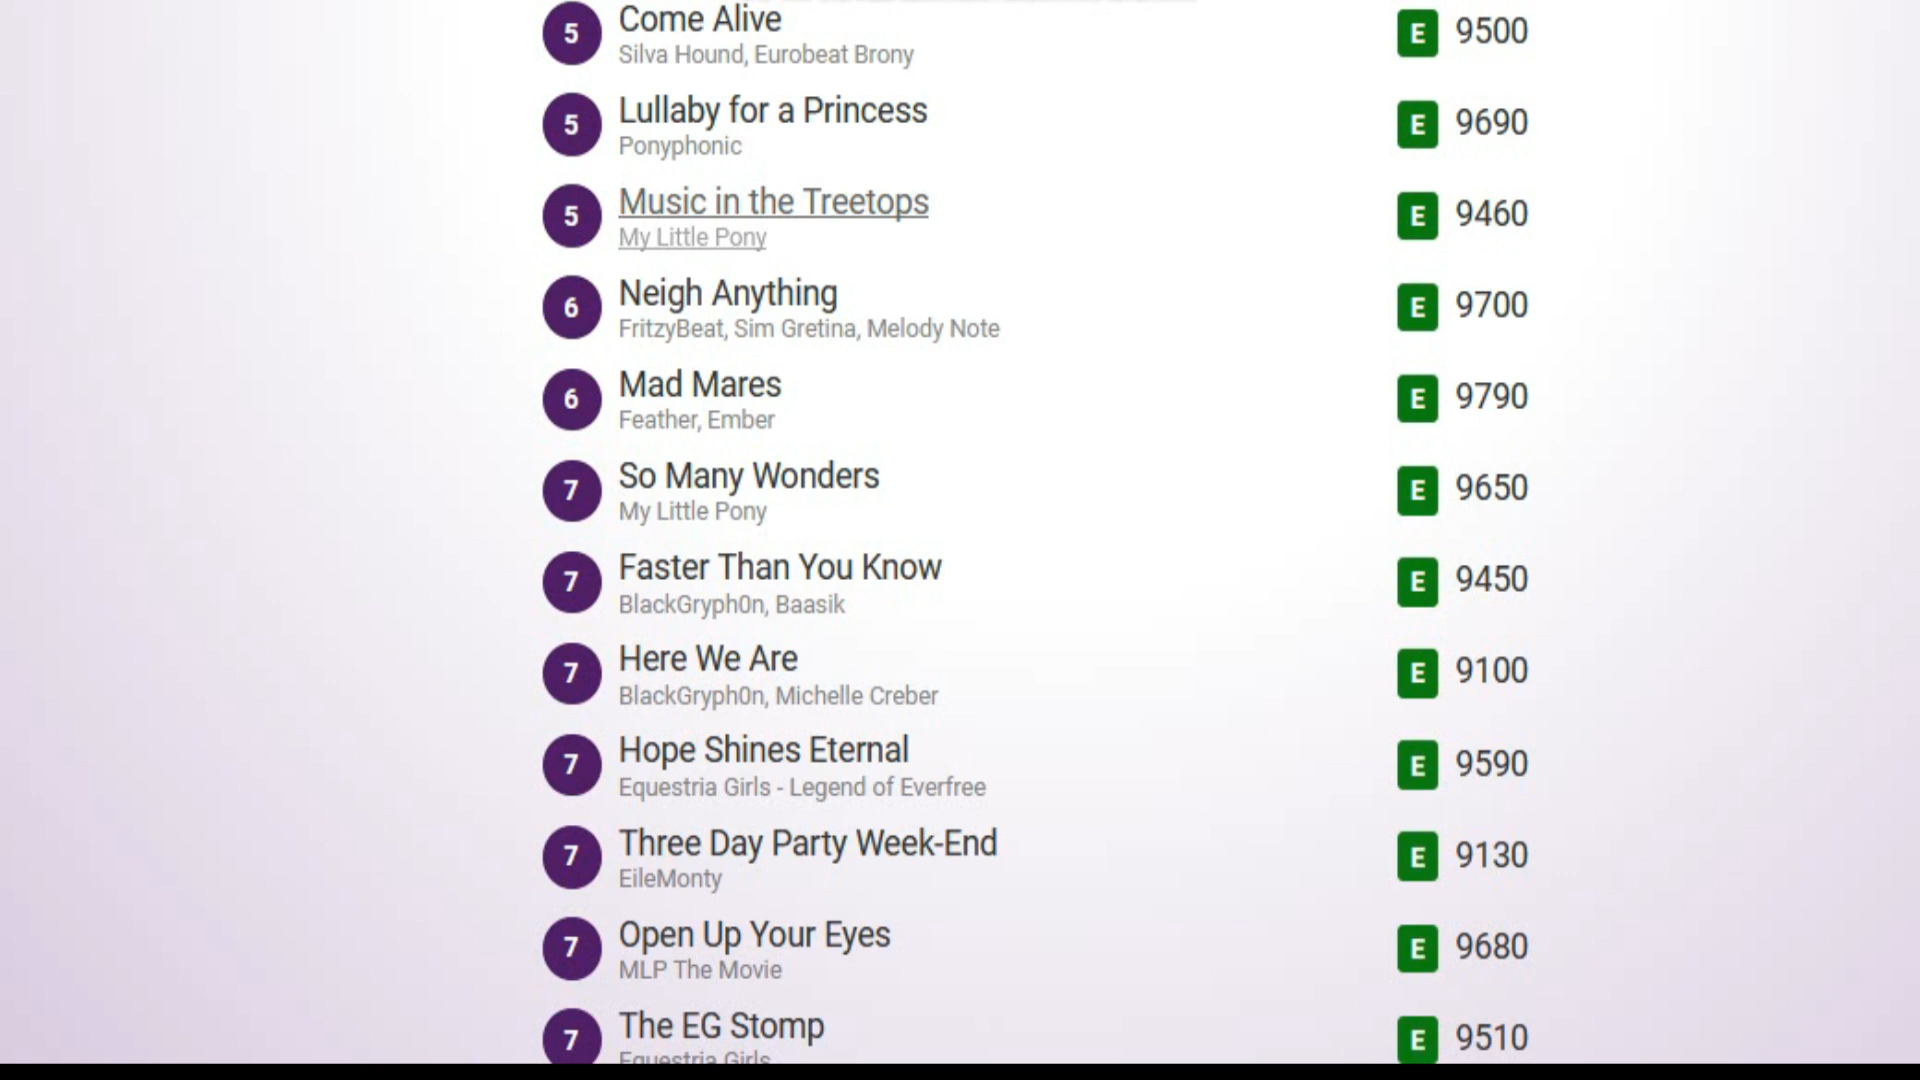 5 Come Alive E 9500
Silva Hound, Eurobeat Brony
5 Lullaby for a Princess E 9690
Ponyphonic
5 Music in the Treetops E 9460
My Little Pony
6 Neigh Anything E 9700
FritzyBeat, Sim Gretina, Melody Note
6 Mad Mares E 9790
Feather, Ember
7 So Many Wonders E 9650
My Little Pony
7 Faster Than You Know E 9450
BlackGryph0n, Baasik
7 Here We Are E 9100
BlackGryph0n, Michelle Creber
7 Hope Shines Eternal E 9590
Equestria Girls - Legend of Everfree
7 Three Day Party Week-End E 9130
EileMonty
7 Open Up Your Eyes E 9680
MLP The Movie
7 The EG Stomp E 9510
Equestria Girls